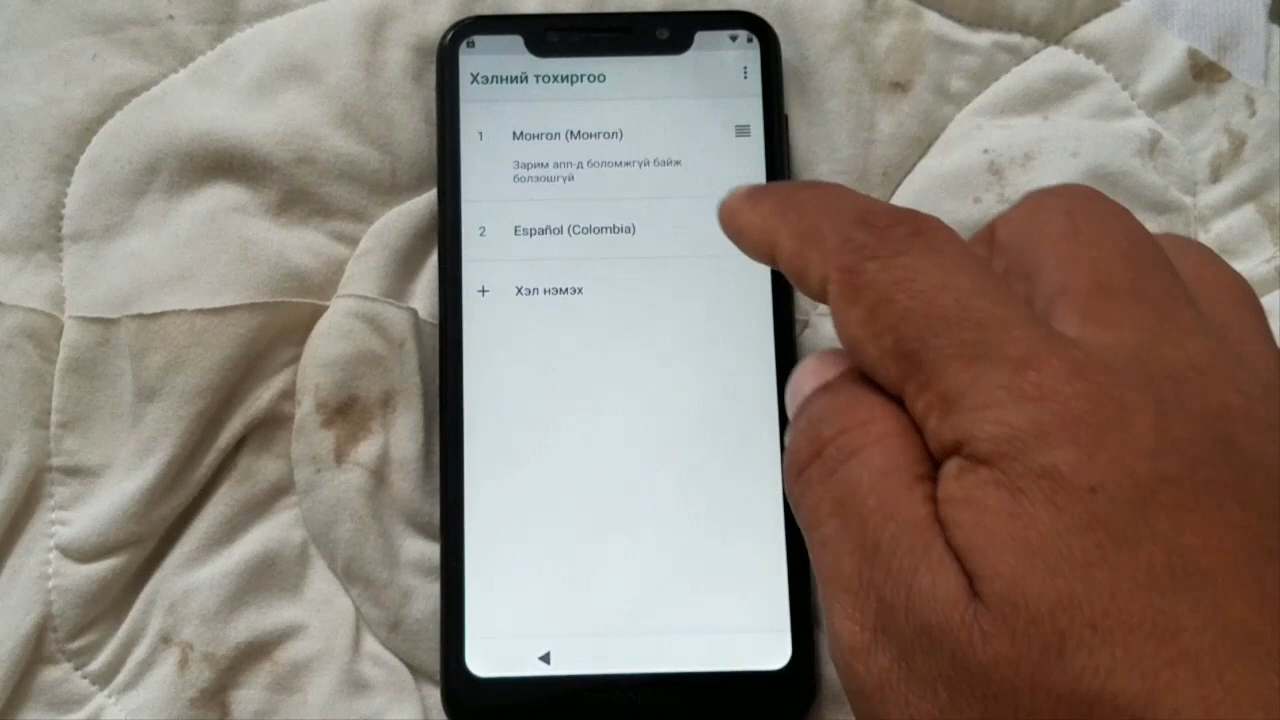 Хэлний тохиргоо
1 Монгол (Монгол)
Зарим апп-д боломжгүй байж
болзошгүй
2 Español (Colombia)
+ Хэл нэмэх